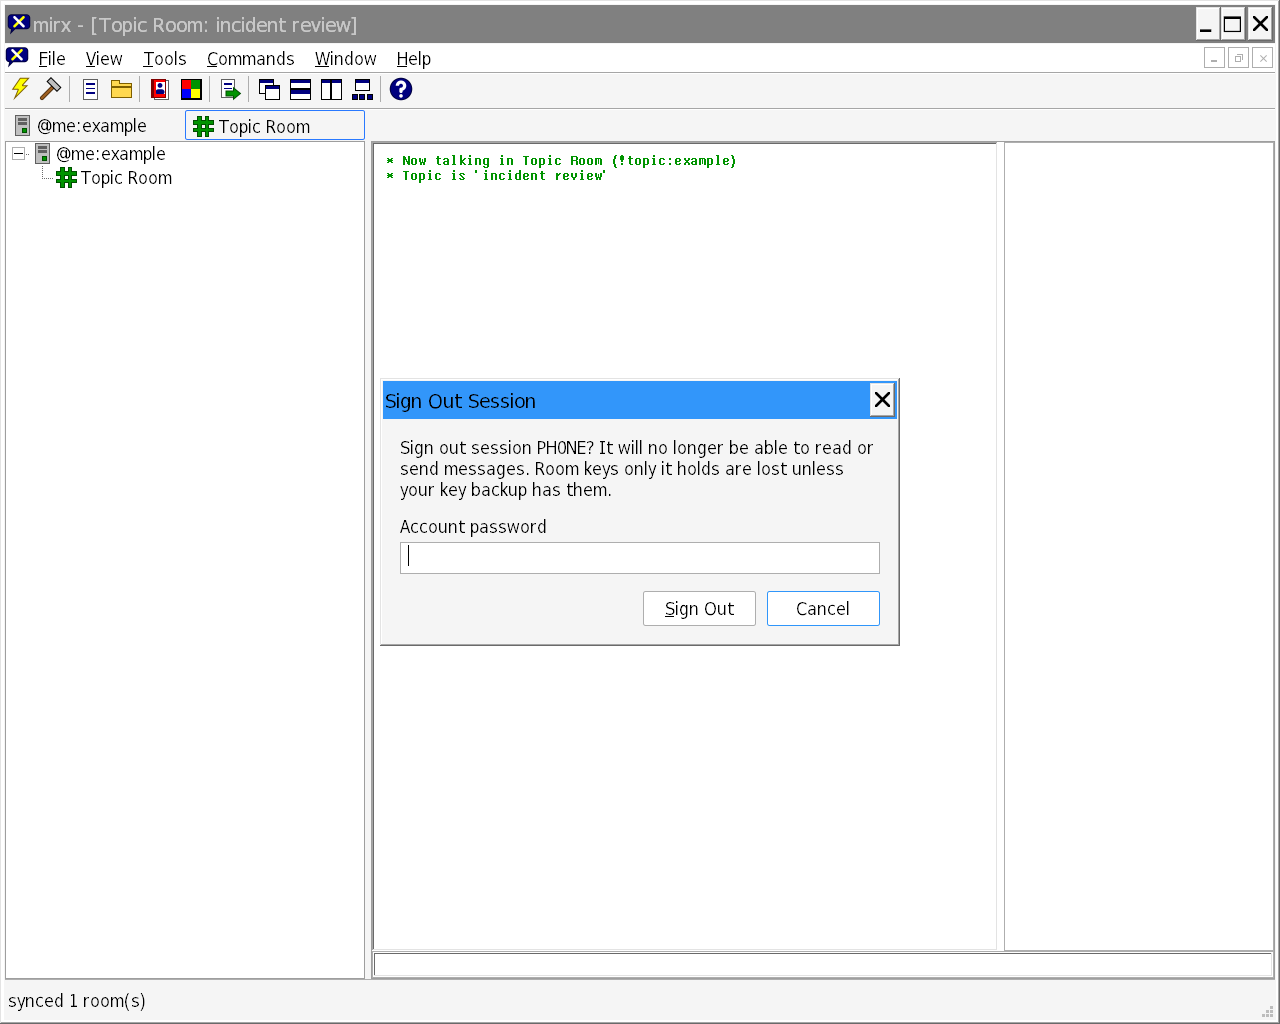 mirx - [Topic Room: incident review]
File View Tools Commands Window Help
@me:example Topic Room
@me:example
Topic Room
* Now talking in Topic Room (!topic:example)
* Topic is 'incident review'
Sign Out Session
Sign out session PHONE? It will no longer be able to read or
send messages. Room keys only it holds are lost unless
your key backup has them.
Account password
Sign Out Cancel
synced 1 room(s)